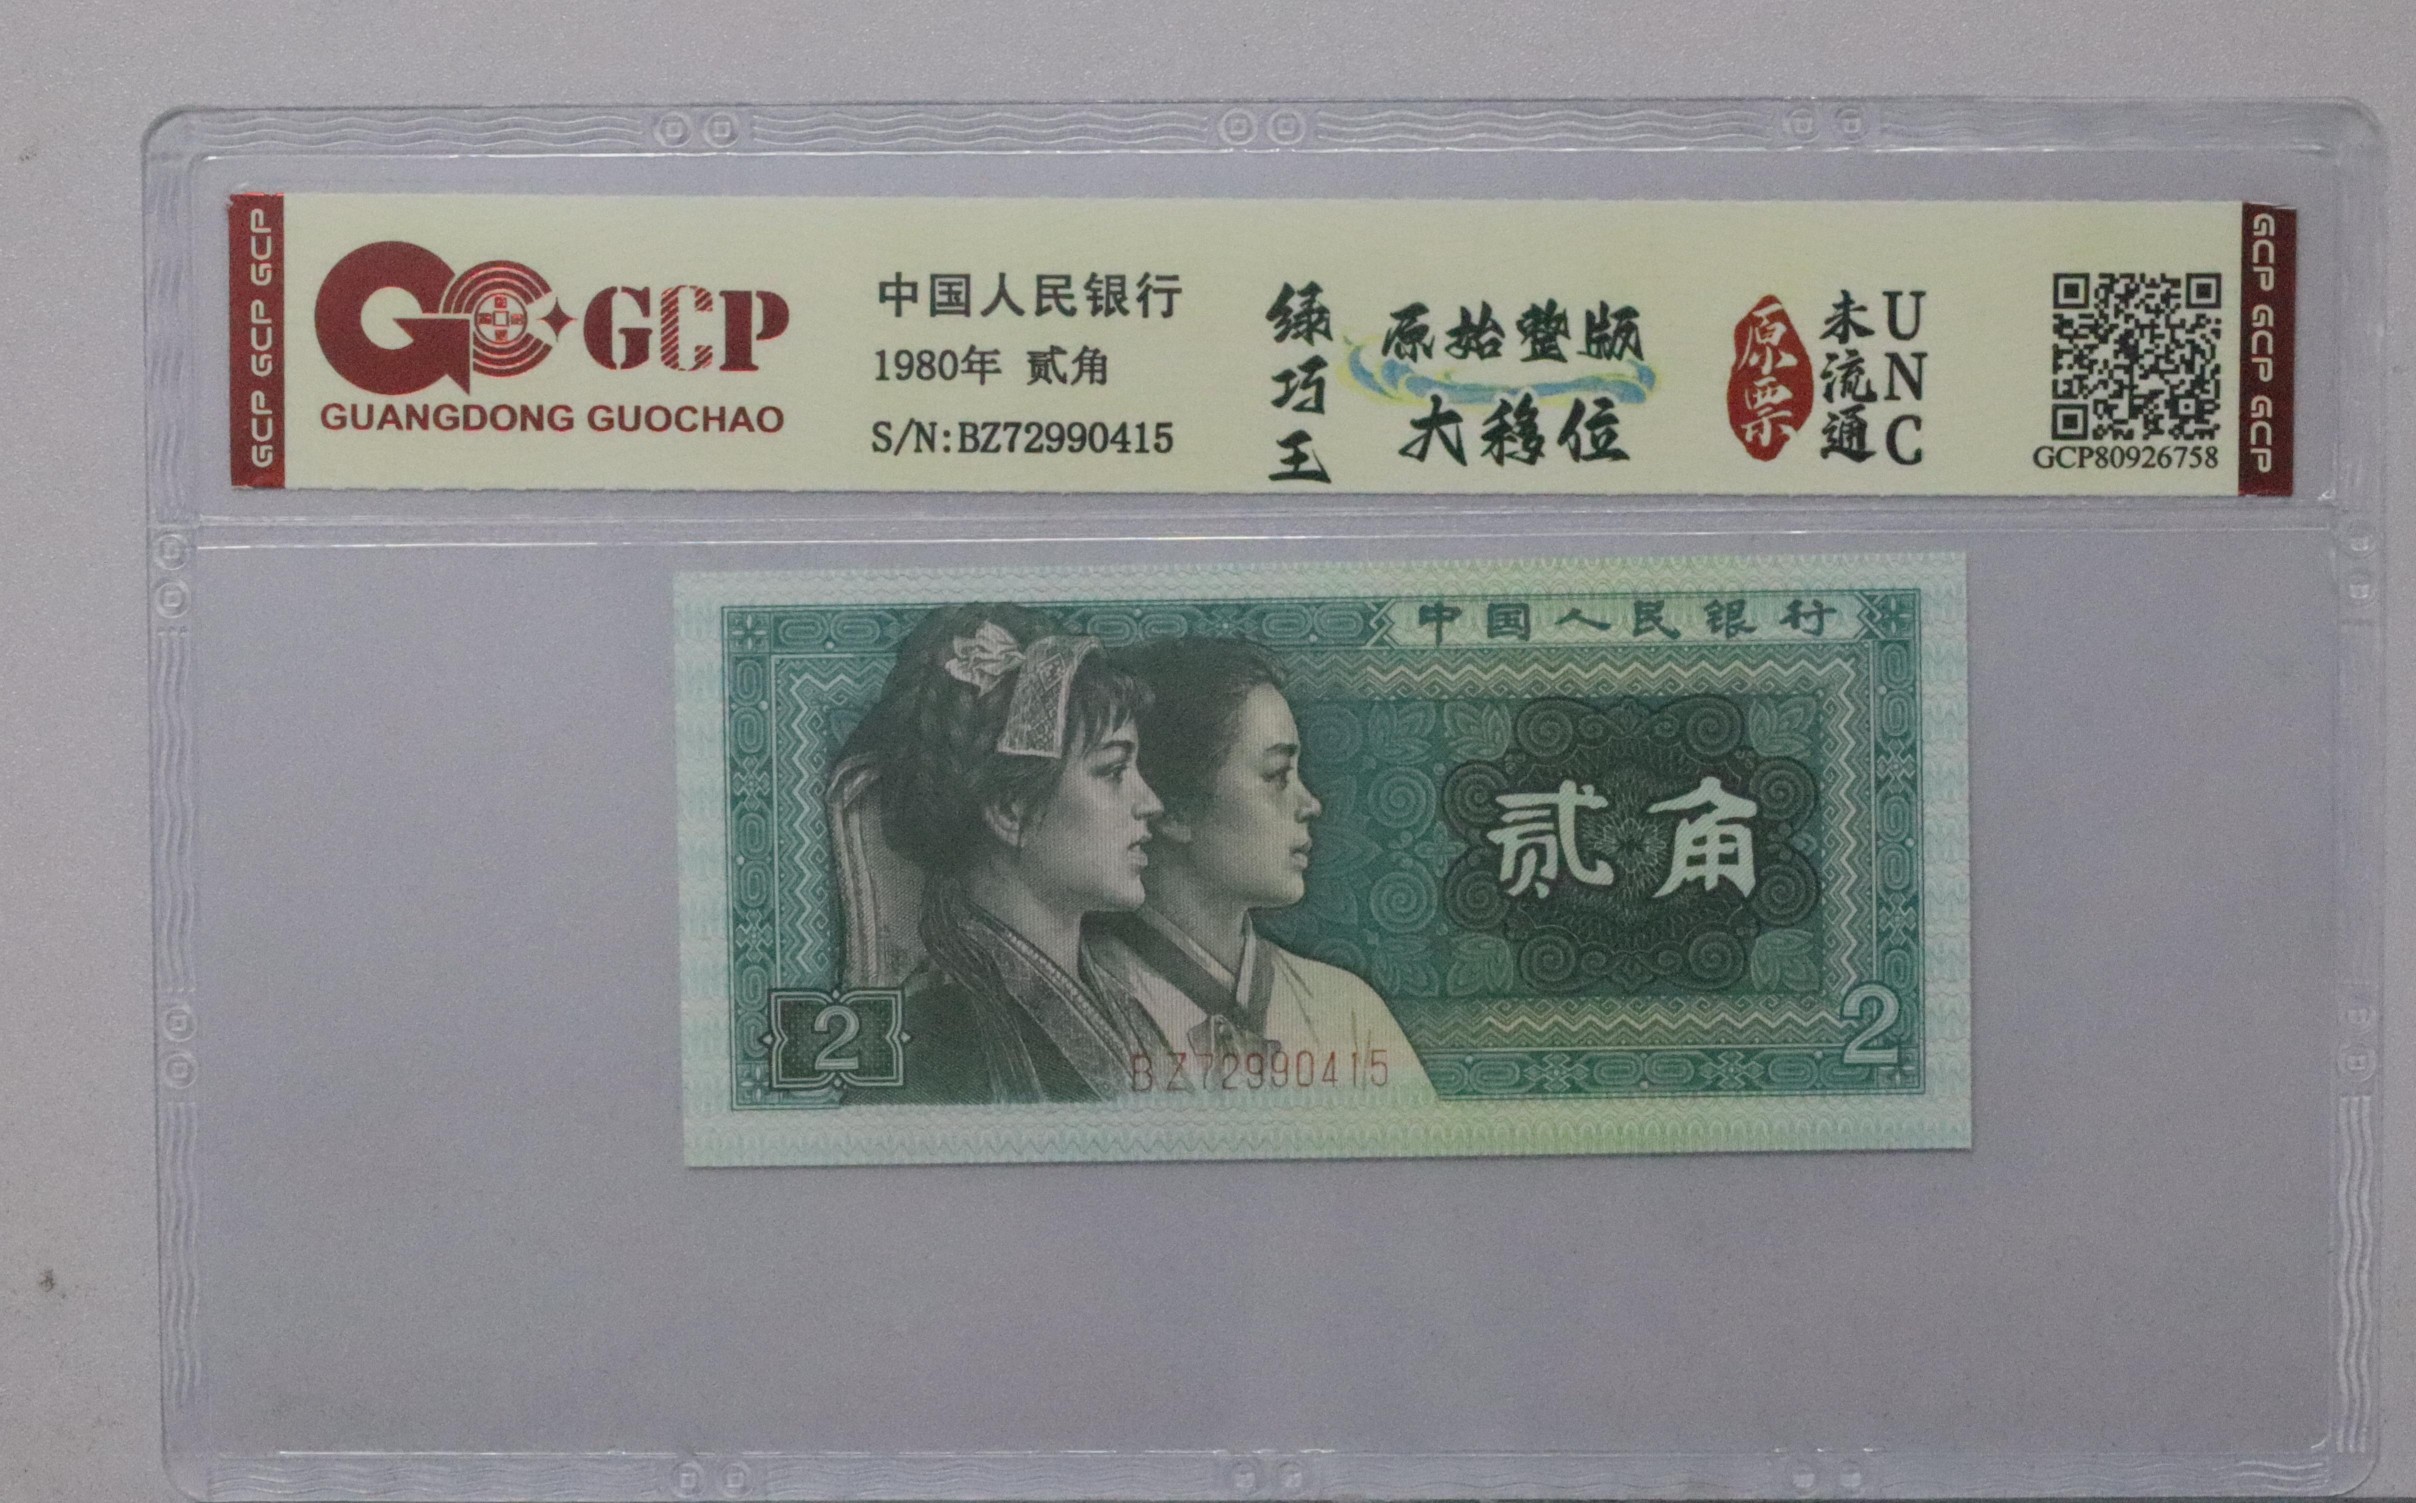 GCP GCP GCP
GCP
GUANGDONG GUOCHAO
中国人民银行
1980年 贰角
S/N:BZ72990415
绿巧王
原始整版
大移位
原票
未流通
UNC
GCP80926758
GCP GCP GCP
中国人民银行
贰角
2
2
BZ72990415